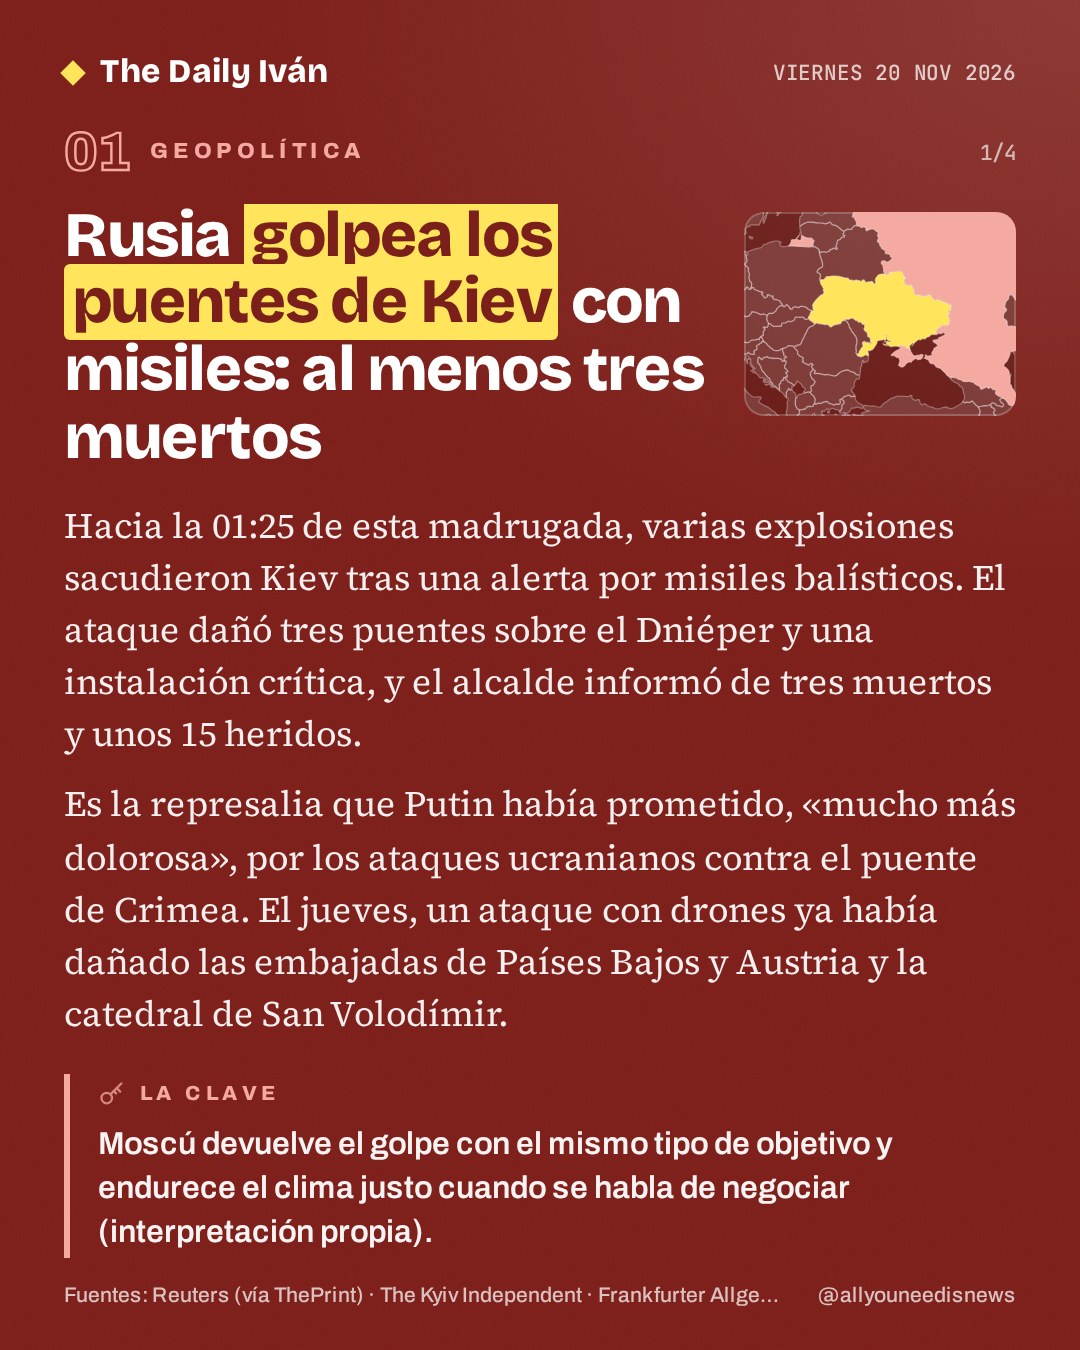 The Daily Iván
VIERNES 20 NOV 2026
01 GEOPOLÍTICA
1/4
Rusia golpea los
puentes de Kiev con
misiles: al menos tres
muertos
Hacia la 01:25 de esta madrugada, varias explosiones
sacudieron Kiev tras una alerta por misiles balísticos. El
ataque dañó tres puentes sobre el Dniéper y una
instalación crítica, y el alcalde informó de tres muertos
y unos 15 heridos.
Es la represalia que Putin había prometido, «mucho más
dolorosa», por los ataques ucranianos contra el puente
de Crimea. El jueves, un ataque con drones ya había
dañado las embajadas de Países Bajos y Austria y la
catedral de San Volodímir.
LA CLAVE
Moscú devuelve el golpe con el mismo tipo de objetivo y
endurece el clima justo cuando se habla de negociar
(interpretación propia).
Fuentes: Reuters (vía ThePrint) · The Kyiv Independent · Frankfurter Allge...
@allyouneedisnews